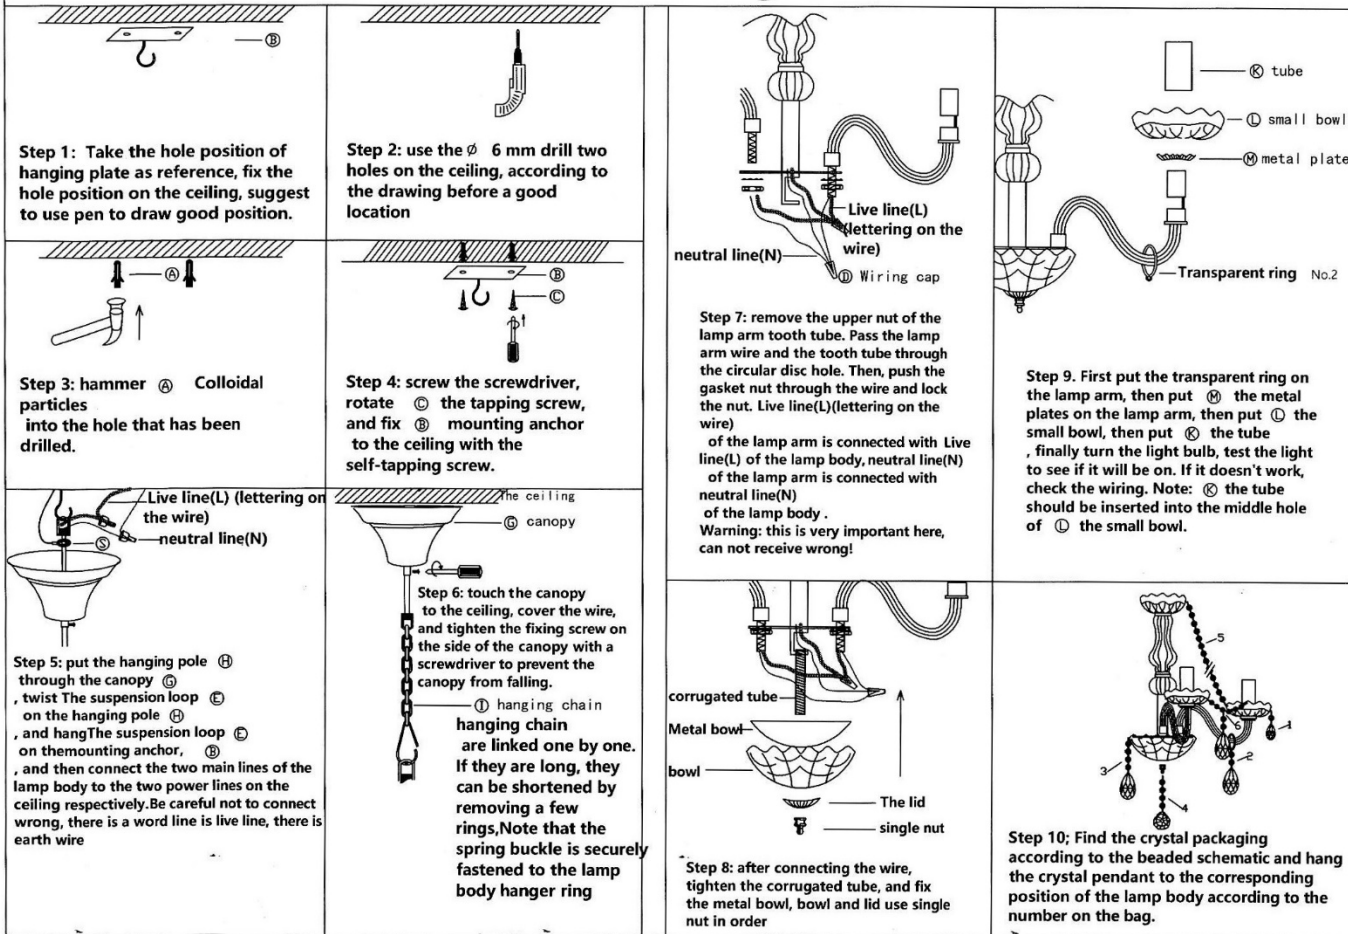 Ⓑ
Step 1: Take the hole position of
hanging plate as reference, fix the
hole position on the ceiling, suggest
to use pen to draw good position.
Step 2: use the ϕ 6 mm drill two
holes on the ceiling, according to
the drawing before a good
location
Ⓐ
Step 3: hammer Ⓐ Colloidal
particles
into the hole that has been
drilled.
Ⓑ
Ⓒ
Step 4: screw the screwdriver,
rotate Ⓒ the tapping screw,
and fix Ⓑ mounting anchor
to the ceiling with the
self-tapping screw.
Live line(L) (lettering on
the wire)
neutral line(N)
Ⓢ
Step 5: put the hanging pole Ⓗ
through the canopy Ⓖ
, twist The suspension loop Ⓔ
on the hanging pole Ⓗ
, and hangThe suspension loop Ⓔ
on themounting anchor, Ⓑ
, and then connect the two main lines of the
lamp body to the two power lines on the
ceiling respectively.Be careful not to connect
wrong, there is a word line is live line, there is
earth wire
The ceiling
Ⓖ canopy
Step 6: touch the canopy
to the ceiling, cover the wire,
and tighten the fixing screw on
the side of the canopy with a
screwdriver to prevent the
canopy from falling.
Ⓘ hanging chain
hanging chain
are linked one by one.
If they are long, they
can be shortened by
removing a few
rings,Note that the
spring buckle is securely
fastened to the lamp
body hanger ring
Live line(L)
(lettering on the
wire)
neutral line(N)
Ⓓ Wiring cap
Step 7: remove the upper nut of the
lamp arm tooth tube. Pass the lamp
arm wire and the tooth tube through
the circular disc hole. Then, push the
gasket nut through the wire and lock
the nut. Live line(L)(lettering on the
wire)
of the lamp arm is connected with Live
line(L) of the lamp body, neutral line(N)
of the lamp arm is connected with
neutral line(N)
of the lamp body .
Warning: this is very important here,
can not receive wrong!
corrugated tube
Metal bowl
bowl
The lid
single nut
Step 8: after connecting the wire,
tighten the corrugated tube, and fix
the metal bowl, bowl and lid use single
nut in order
Ⓚ tube
Ⓛ small bowl
Ⓜ metal plate
Transparent ring No.2
Step 9. First put the transparent ring on
the lamp arm, then put Ⓜ the metal
plates on the lamp arm, then put Ⓛ the
small bowl, then put Ⓚ the tube
, finally turn the light bulb, test the light
to see if it will be on. If it doesn't work,
check the wiring. Note: Ⓚ the tube
should be inserted into the middle hole
of Ⓛ the small bowl.
5
6
1
3
2
4
Step 10; Find the crystal packaging
according to the beaded schematic and hang
the crystal pendant to the corresponding
position of the lamp body according to the
number on the bag.